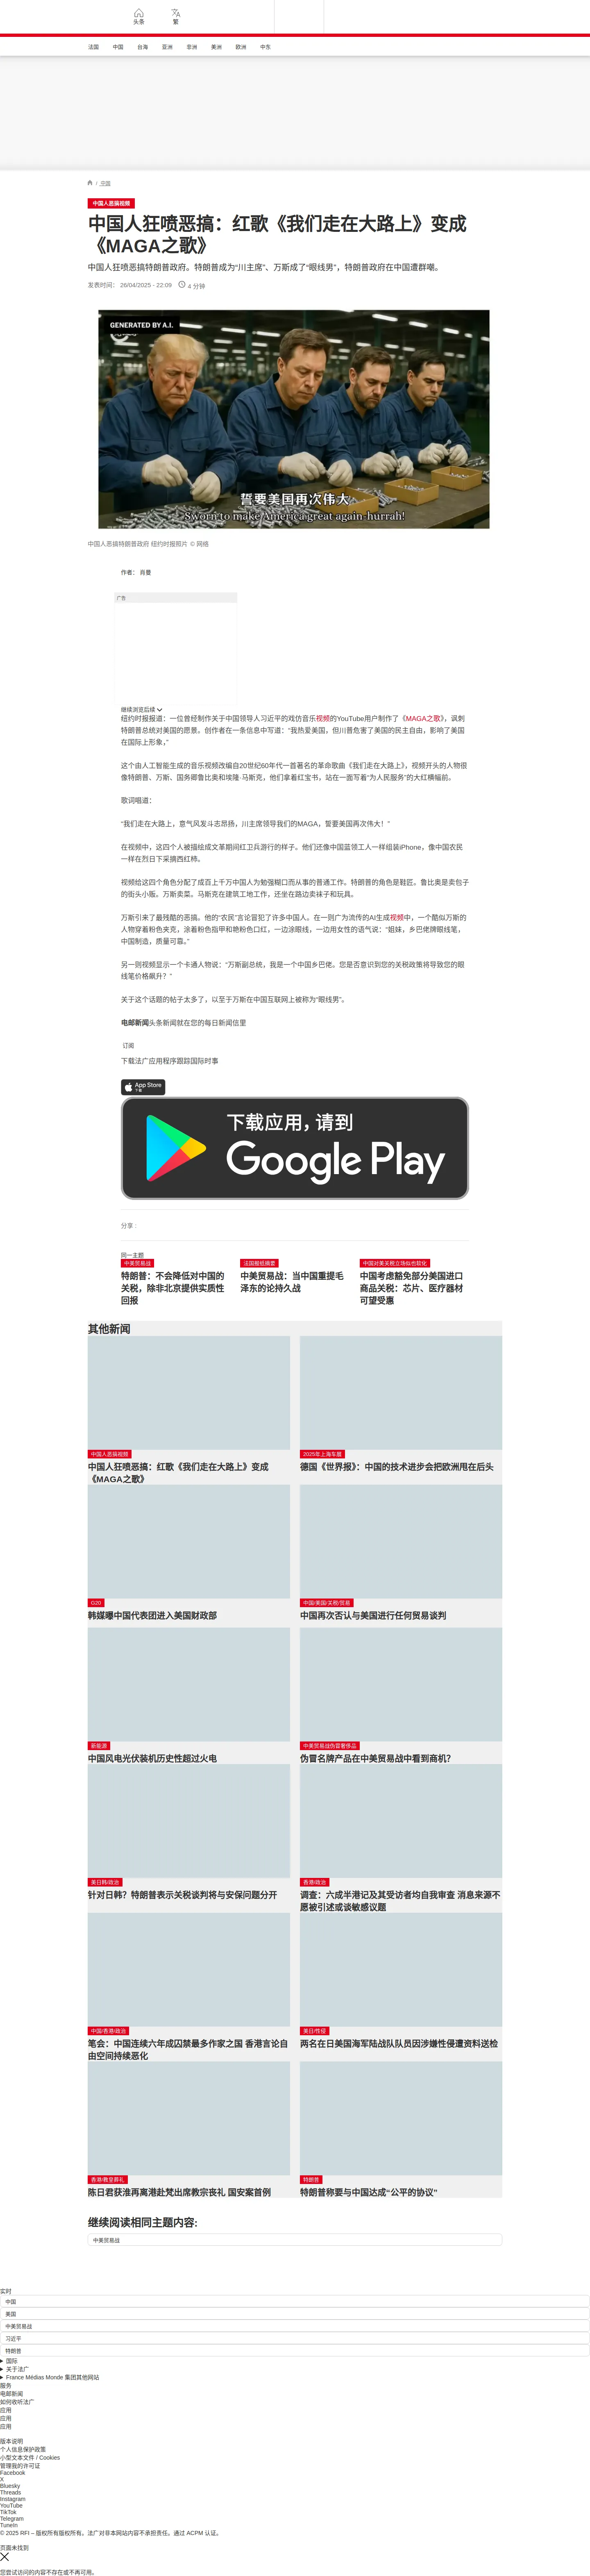 头条
繁
法国
中国
台海
亚洲
非洲
美洲
欧洲
中东
/ 中国
中国人恶搞视频
中国人狂喷恶搞：红歌《我们走在大路上》变成
《MAGA之歌》
中国人狂喷恶搞特朗普政府。特朗普成为“川主席”、万斯成了“眼线男”，特朗普政府在中国遭群嘲。
发表时间： 26/04/2025 - 22:09 4 分钟
GENERATED BY A.I.
誓要美国再次伟大
Sworn to make America great again-hurrah!
中国人恶搞特朗普政府 纽约时报照片 © 网络
作者： 肖曼
广告
继续浏览后续
纽约时报报道：一位曾经制作关于中国领导人习近平的戏仿音乐视频的YouTube用户制作了《MAGA之歌》，讽刺
特朗普总统对美国的愿景。创作者在一条信息中写道：“我热爱美国，但川普危害了美国的民主自由，影响了美国
在国际上形象，”
这个由人工智能生成的音乐视频改编自20世纪60年代一首著名的革命歌曲《我们走在大路上》，视频开头的人物很
像特朗普、万斯、国务卿鲁比奥和埃隆·马斯克，他们拿着红宝书，站在一面写着“为人民服务”的大红横幅前。
歌词唱道：
“我们走在大路上，意气风发斗志昂扬，川主席领导我们的MAGA，誓要美国再次伟大！”
在视频中，这四个人被描绘成文革期间红卫兵游行的样子。他们还像中国蓝领工人一样组装iPhone，像中国农民
一样在烈日下采摘西红柿。
视频给这四个角色分配了成百上千万中国人为勉强糊口而从事的普通工作。特朗普的角色是鞋匠。鲁比奥是卖包子
的街头小贩。万斯卖菜。马斯克在建筑工地工作，还坐在路边卖袜子和玩具。
万斯引来了最残酷的恶搞。他的“农民”言论冒犯了许多中国人。在一则广为流传的AI生成视频中，一个酷似万斯的
人物穿着粉色夹克，涂着粉色指甲和艳粉色口红，一边涂眼线，一边用女性的语气说：“姐妹，乡巴佬牌眼线笔，
中国制造，质量可靠。”
另一则视频显示一个卡通人物说：“万斯副总统，我是一个中国乡巴佬。您是否意识到您的关税政策将导致您的眼
线笔价格飙升？”
关于这个话题的帖子太多了，以至于万斯在中国互联网上被称为“眼线男”。
电邮新闻头条新闻就在您的每日新闻信里
订阅
下载法广应用程序跟踪国际时事
App Store
下载
下载应用，请到
Google Play
分享 :
同一主题
中美贸易战
特朗普：不会降低对中国的
关税，除非北京提供实质性
回报
法国报纸摘要
中美贸易战：当中国重提毛
泽东的论持久战
中国对美关税立场似也软化
中国考虑豁免部分美国进口
商品关税：芯片、医疗器材
可望受惠
其他新闻
中国人恶搞视频
中国人狂喷恶搞：红歌《我们走在大路上》变成
《MAGA之歌》
2025年上海车展
德国《世界报》：中国的技术进步会把欧洲甩在后头
G20
韩媒曝中国代表团进入美国财政部
中国/美国/关税/贸易
中国再次否认与美国进行任何贸易谈判
新能源
中国风电光伏装机历史性超过火电
中美贸易战伪冒奢侈品
伪冒名牌产品在中美贸易战中看到商机？
美日韩/政治
针对日韩？特朗普表示关税谈判将与安保问题分开
香港/政治
调查：六成半港记及其受访者均自我审查 消息来源不
愿被引述或谈敏感议题
中国/香港/政治
笔会：中国连续六年成囚禁最多作家之国 香港言论自
由空间持续恶化
美日/性侵
两名在日美国海军陆战队队员因涉嫌性侵遭资料送检
香港/教皇葬礼
陈日君获淮再离港赴梵出席教宗丧礼 国安案首例
特朗普
特朗普称要与中国达成“公平的协议”
继续阅读相同主题内容:
中美贸易战
实时
中国
美国
中美贸易战
习近平
特朗普
国际
关于法广
France Médias Monde 集团其他网站
服务
电邮新闻
如何收听法广
应用
应用
应用
版本说明
个人信息保护政策
小型文本文件 / Cookies
管理我的许可证
Facebook
X
Bluesky
Threads
Instagram
YouTube
TikTok
Telegram
TuneIn
© 2025 RFI – 版权所有版权所有。法广对非本网站内容不承担责任。通过 ACPM 认证。
页面未找到
您尝试访问的内容不存在或不再可用。